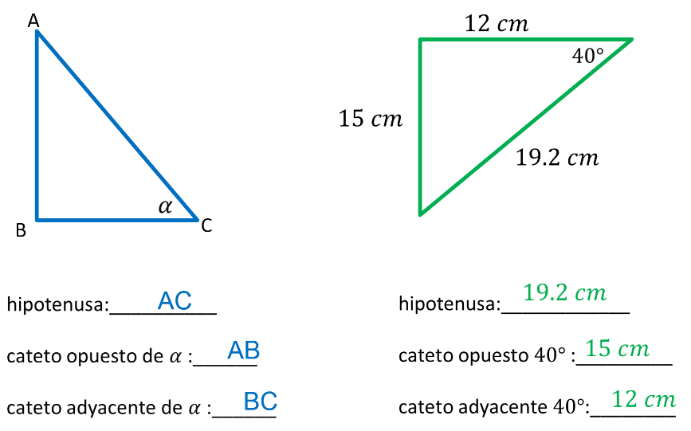 A
B
C
α
12 cm
40°
15 cm
19.2 cm
hipotenusa: AC
cateto opuesto de α : AB
cateto adyacente de α : BC
hipotenusa: 19.2 cm
cateto opuesto 40° : 15 cm
cateto adyacente 40°: 12 cm